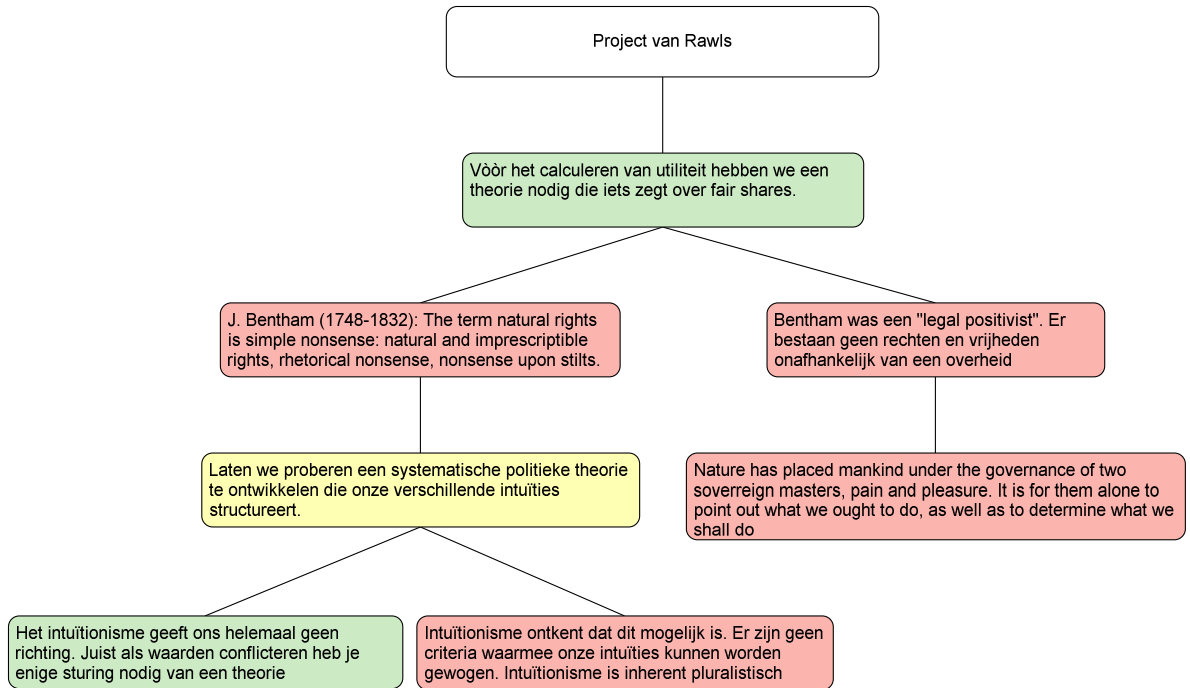 Project van Rawls
Vòòr het calculeren van utiliteit hebben we een
theorie nodig die iets zegt over fair shares.
J. Bentham (1748-1832): The term natural rights
is simple nonsense: natural and imprescriptible
rights, rhetorical nonsense, nonsense upon stilts.
Bentham was een "legal positivist". Er
bestaan geen rechten en vrijheden
onafhankelijk van een overheid
Laten we proberen een systematische politieke theorie
te ontwikkelen die onze verschillende intuïties
structureert.
Nature has placed mankind under the governance of two
soverreign masters, pain and pleasure. It is for them alone to
point out what we ought to do, as well as to determine what we
shall do
Het intuïtionisme geeft ons helemaal geen
richting. Juist als waarden conflicteren heb je
enige sturing nodig van een theorie
Intuïtionisme ontkent dat dit mogelijk is. Er zijn geen
criteria waarmee onze intuïties kunnen worden
gewogen. Intuïtionisme is inherent pluralistisch